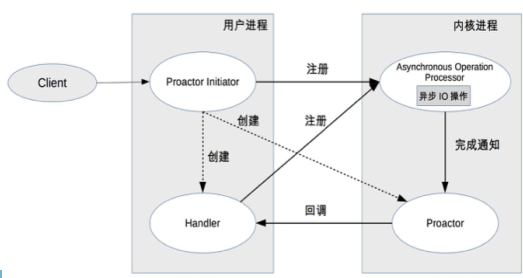 用户进程
内核进程
Client
Proactor Initiator
注册
Asynchronous Operation
Processor
异步 IO 操作
创建
注册
创建
完成通知
Handler
回调
Proactor